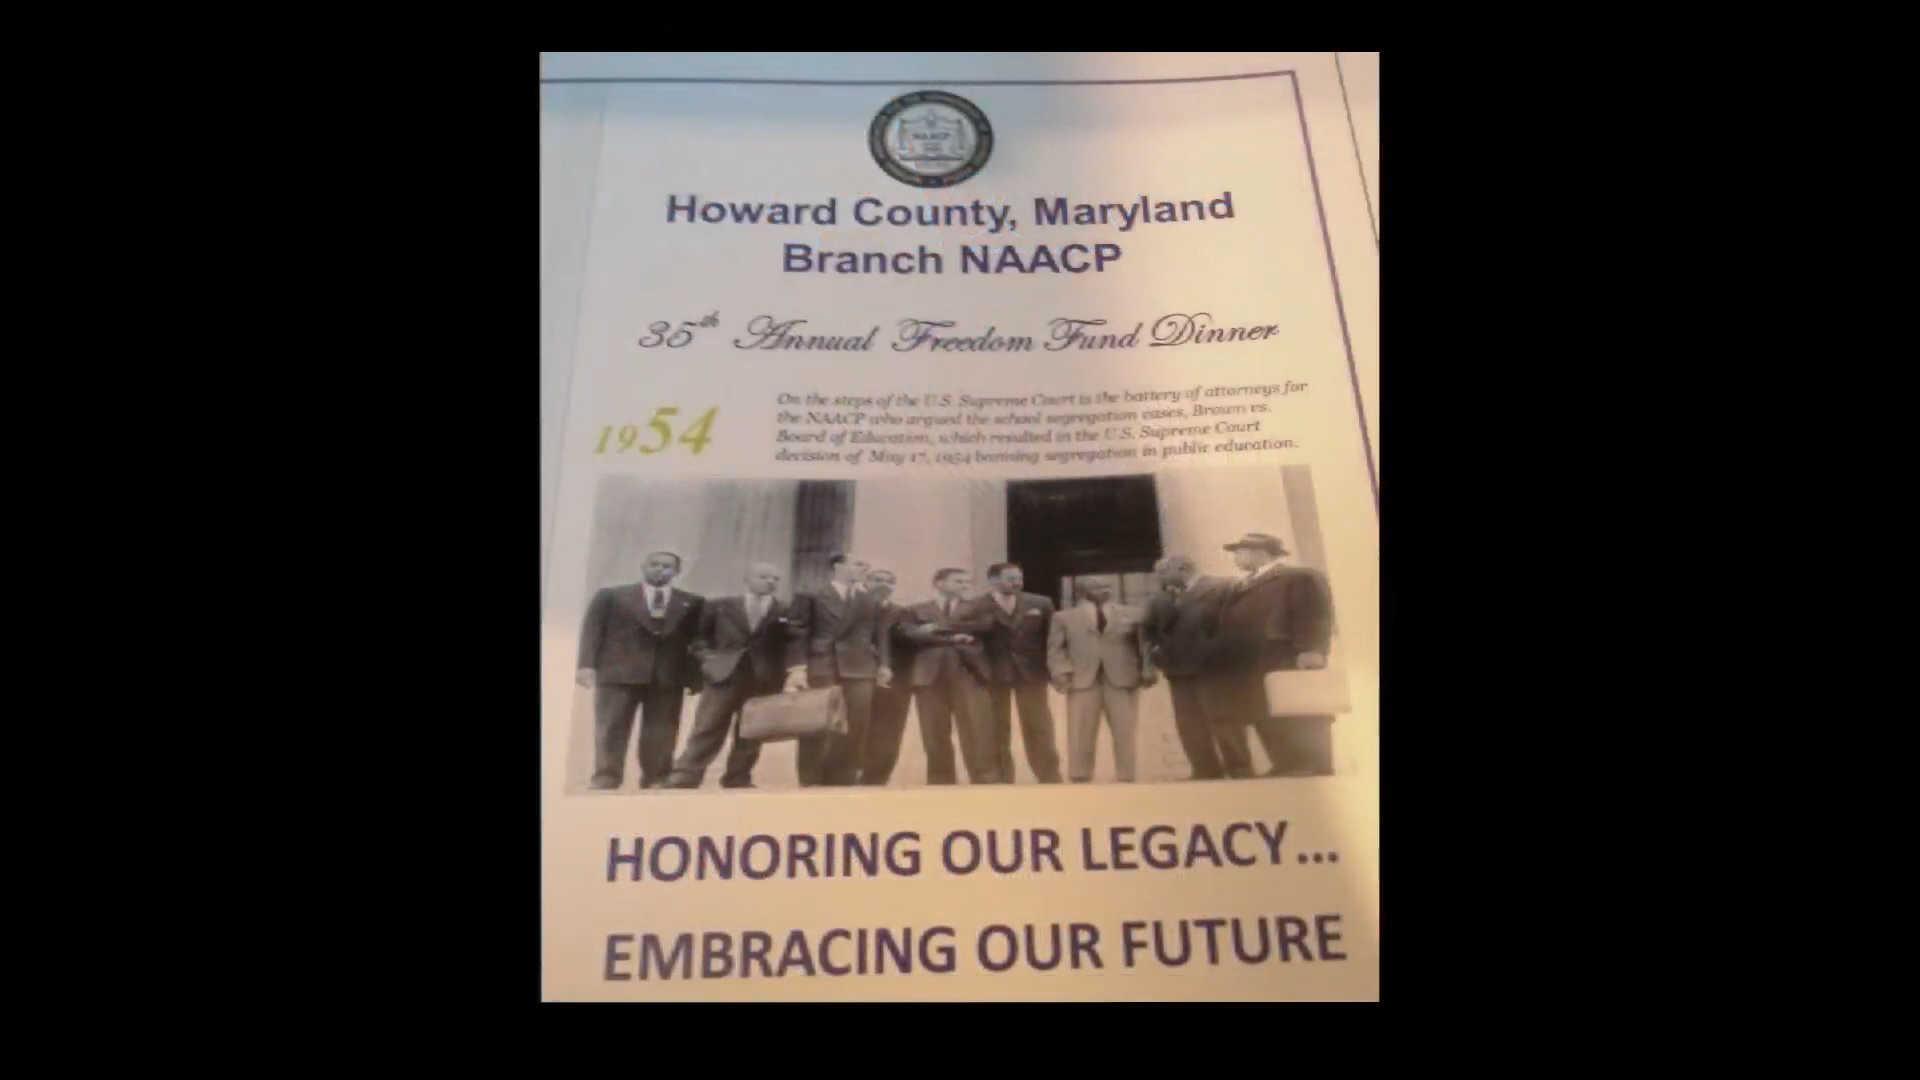 NAACP
Howard County, Maryland
Branch NAACP
35th Annual Freedom Fund Dinner
1954
On the steps of the U.S. Supreme Court is the battery of attorneys for
the NAACP who argued the school segregation cases, Brown vs.
Board of Education, which resulted in the U.S. Supreme Court
decision of May 17, 1954 banning segregation in public education.
HONORING OUR LEGACY...
EMBRACING OUR FUTURE